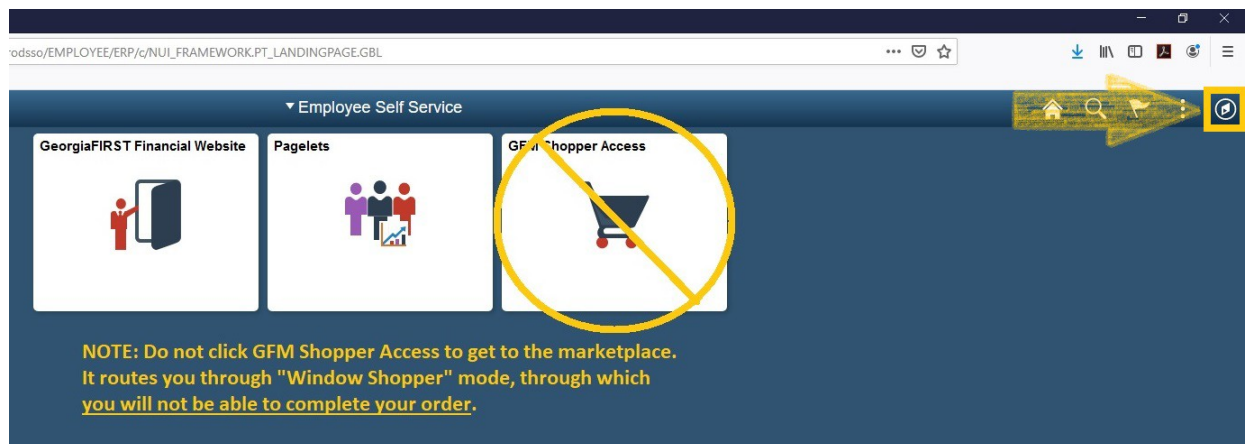 rodsso/EMPLOYEE/ERP/c/NUI_FRAMEWORK.PT_LANDINGPAGE.GBL
Employee Self Service
GeorgiaFIRST Financial Website
Pagelets
GFM Shopper Access
NOTE: Do not click GFM Shopper Access to get to the marketplace.
It routes you through "Window Shopper" mode, through which
you will not be able to complete your order.